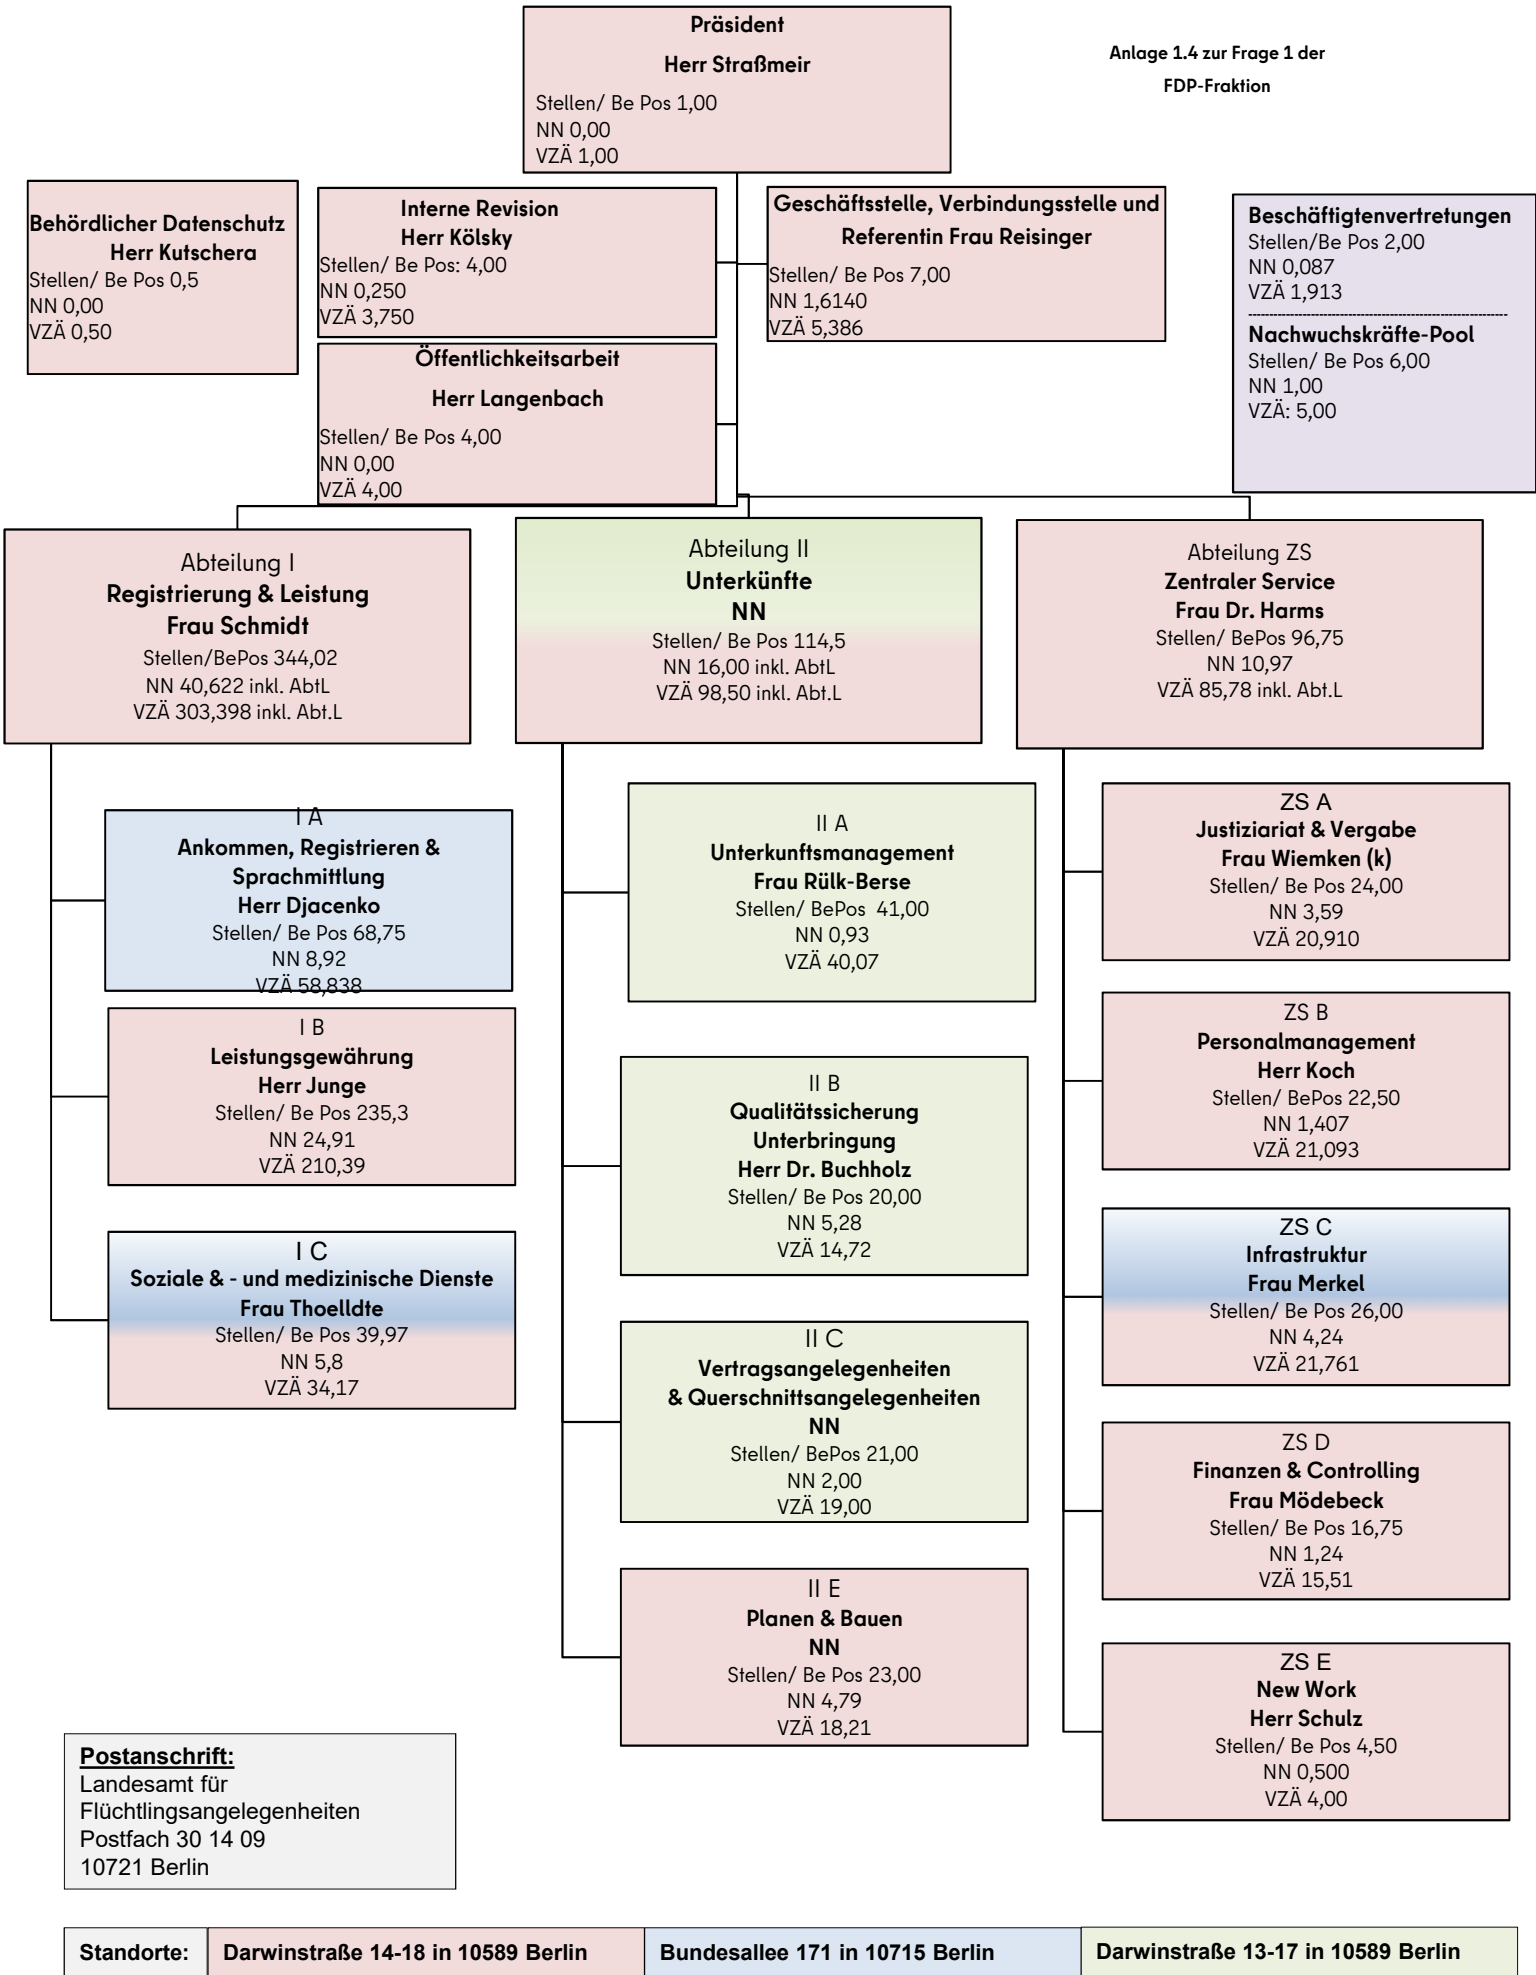 Präsident
Herr Straßmeir
Stellen/ Be Pos 1,00
NN 0,00
VZÄ 1,00
Anlage 1.4 zur Frage 1 der
FDP-Fraktion
Behördlicher Datenschutz
Herr Kutschera
Stellen/ Be Pos 0,5
NN 0,00
VZÄ 0,50
Interne Revision
Herr Kölsky
Stellen/ Be Pos: 4,00
NN 0,250
VZÄ 3,750
Geschäftsstelle, Verbindungsstelle und
Referentin Frau Reisinger
Stellen/ Be Pos 7,00
NN 1,6140
VZÄ 5,386
Beschäftigtenvertretungen
Stellen/Be Pos 2,00
NN 0,087
VZÄ 1,913
Nachwuchskräfte-Pool
Stellen/ Be Pos 6,00
NN 1,00
VZÄ: 5,00
Öffentlichkeitsarbeit
Herr Langenbach
Stellen/ Be Pos 4,00
NN 0,00
VZÄ 4,00
Abteilung I
Registrierung & Leistung
Frau Schmidt
Stellen/BePos 344,02
NN 40,622 inkl. AbtL
VZÄ 303,398 inkl. Abt.L
Abteilung II
Unterkünfte
NN
Stellen/ Be Pos 114,5
NN 16,00 inkl. AbtL
VZÄ 98,50 inkl. Abt.L
Abteilung ZS
Zentraler Service
Frau Dr. Harms
Stellen/ BePos 96,75
NN 10,97
VZÄ 85,78 inkl. Abt.L
I A
Ankommen, Registrieren &
Sprachmittlung
Herr Djacenko
Stellen/ Be Pos 68,75
NN 8,92
VZÄ 58,838
I B
Leistungsgewährung
Herr Junge
Stellen/ Be Pos 235,3
NN 24,91
VZÄ 210,39
I C
Soziale & - und medizinische Dienste
Frau Thoelldte
Stellen/ Be Pos 39,97
NN 5,8
VZÄ 34,17
II A
Unterkunftsmanagement
Frau Rülk-Berse
Stellen/ BePos  41,00
NN 0,93
VZÄ 40,07
II B
Qualitätssicherung
Unterbringung
Herr Dr. Buchholz
Stellen/ Be Pos 20,00
NN 5,28
VZÄ 14,72
II C
Vertragsangelegenheiten
& Querschnittsangelegenheiten
NN
Stellen/ BePos 21,00
NN 2,00
VZÄ 19,00
II E
Planen & Bauen
NN
Stellen/ Be Pos 23,00
NN 4,79
VZÄ 18,21
ZS A
Justiziariat & Vergabe
Frau Wiemken (k)
Stellen/ Be Pos 24,00
NN 3,59
VZÄ 20,910
ZS B
Personalmanagement
Herr Koch
Stellen/ BePos 22,50
NN 1,407
VZÄ 21,093
ZS C
Infrastruktur
Frau Merkel
Stellen/ Be Pos 26,00
NN 4,24
VZÄ 21,761
ZS D
Finanzen & Controlling
Frau Mödebeck
Stellen/ Be Pos 16,75
NN 1,24
VZÄ 15,51
ZS E
New Work
Herr Schulz
Stellen/ Be Pos 4,50
NN 0,500
VZÄ 4,00
Postanschrift:
Landesamt für
Flüchtlingsangelegenheiten
Postfach 30 14 09
10721 Berlin
Standorte: Darwinstraße 14-18 in 10589 Berlin Bundesallee 171 in 10715 Berlin Darwinstraße 13-17 in 10589 Berlin